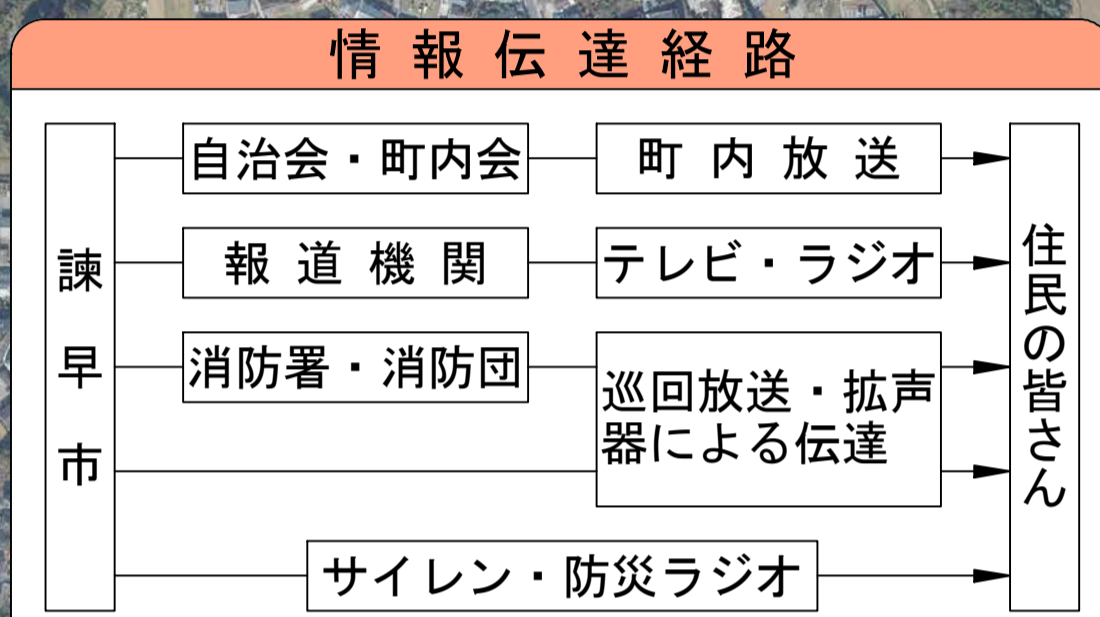 情報伝達経路
諫早市
自治会・町内会
町内放送
報道機関
テレビ・ラジオ
消防署・消防団
巡回放送・拡声
器による伝達
サイレン・防災ラジオ
住民の皆さん